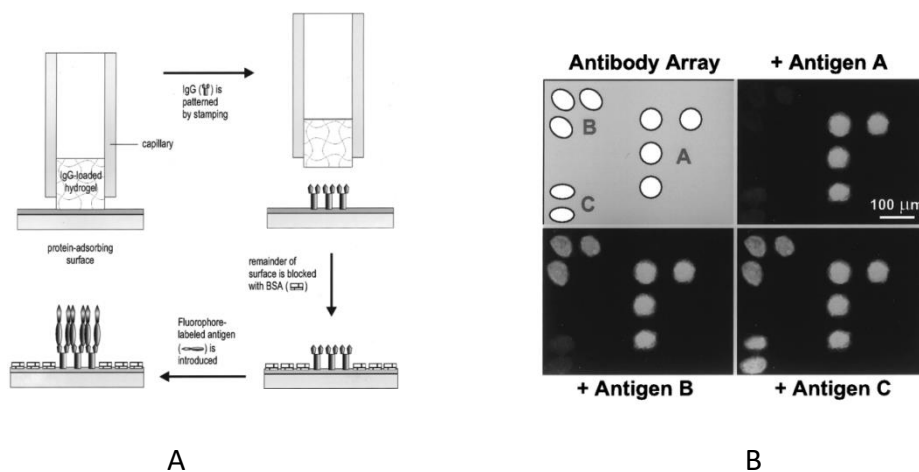 IgG ( ) is
patterned
by stamping
capillary
IgG-loaded
hydrogel
protein-adsorbing
surface
remainder of
surface is blocked
with BSA ( )
Fluorophore-
labeled antigen
( ) is
introduced
A
Antibody Array
+ Antigen A
B
A
C
100 μm
+ Antigen B
+ Antigen C
B